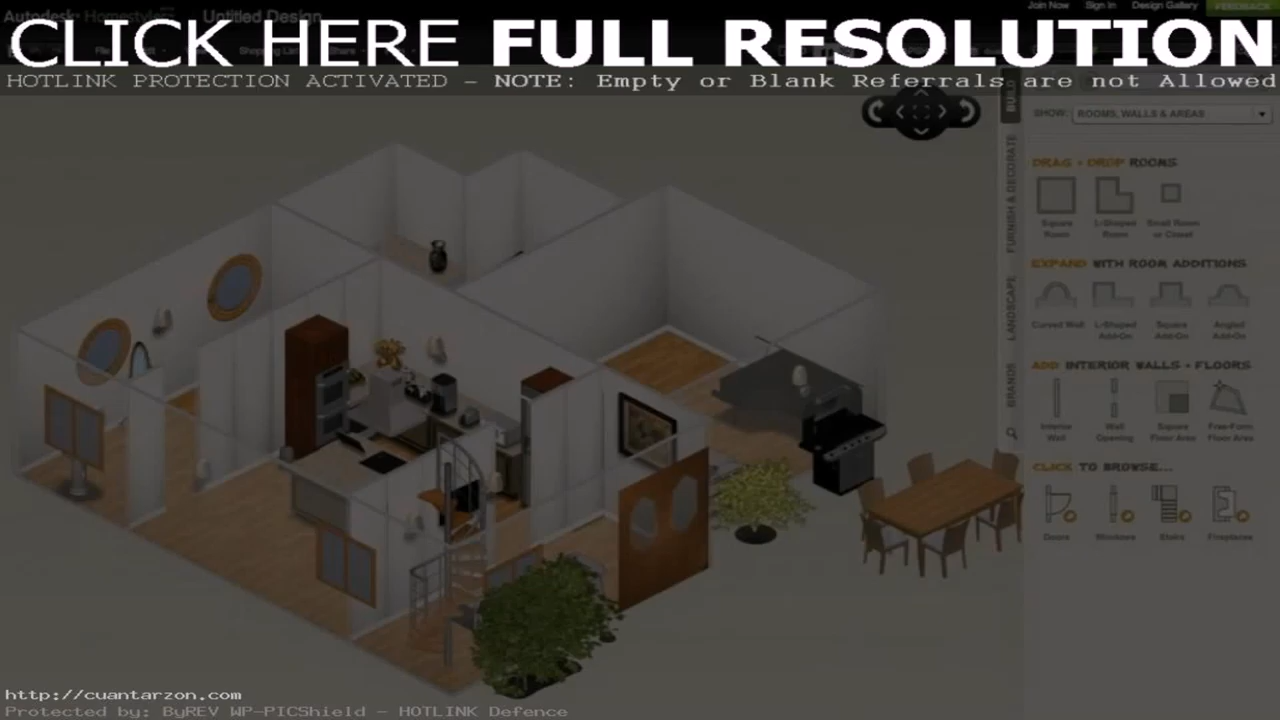 Autodesk Homestyler Untitled Design Join Now Sign In Design Gallery FEEDBACK
CLICK HERE FULL RESOLUTION
HOTLINK PROTECTION ACTIVATED – NOTE: Empty or Blank Referrals are not Allowed
BUILD
FURNISH & DECORATE
LANDSCAPE
BRANDS
SHOW: ROOMS, WALLS & AREAS
DRAG + DROP ROOMS
Square Room
L-Shaped Room
Small Room or Closet
EXPAND WITH ROOM ADDITIONS
Curved Wall
L-Shaped Add-On
Square Add-On
Angled Add-On
ADD INTERIOR WALLS + FLOORS
Interior Wall
Wall Opening
Square Floor Area
Free-Form Floor Area
CLICK TO BROWSE...
Doors Windows Stairs Fireplaces
http://cuantarzon.com
Protected by: ByREV WP-PICShield – HOTLINK Defence